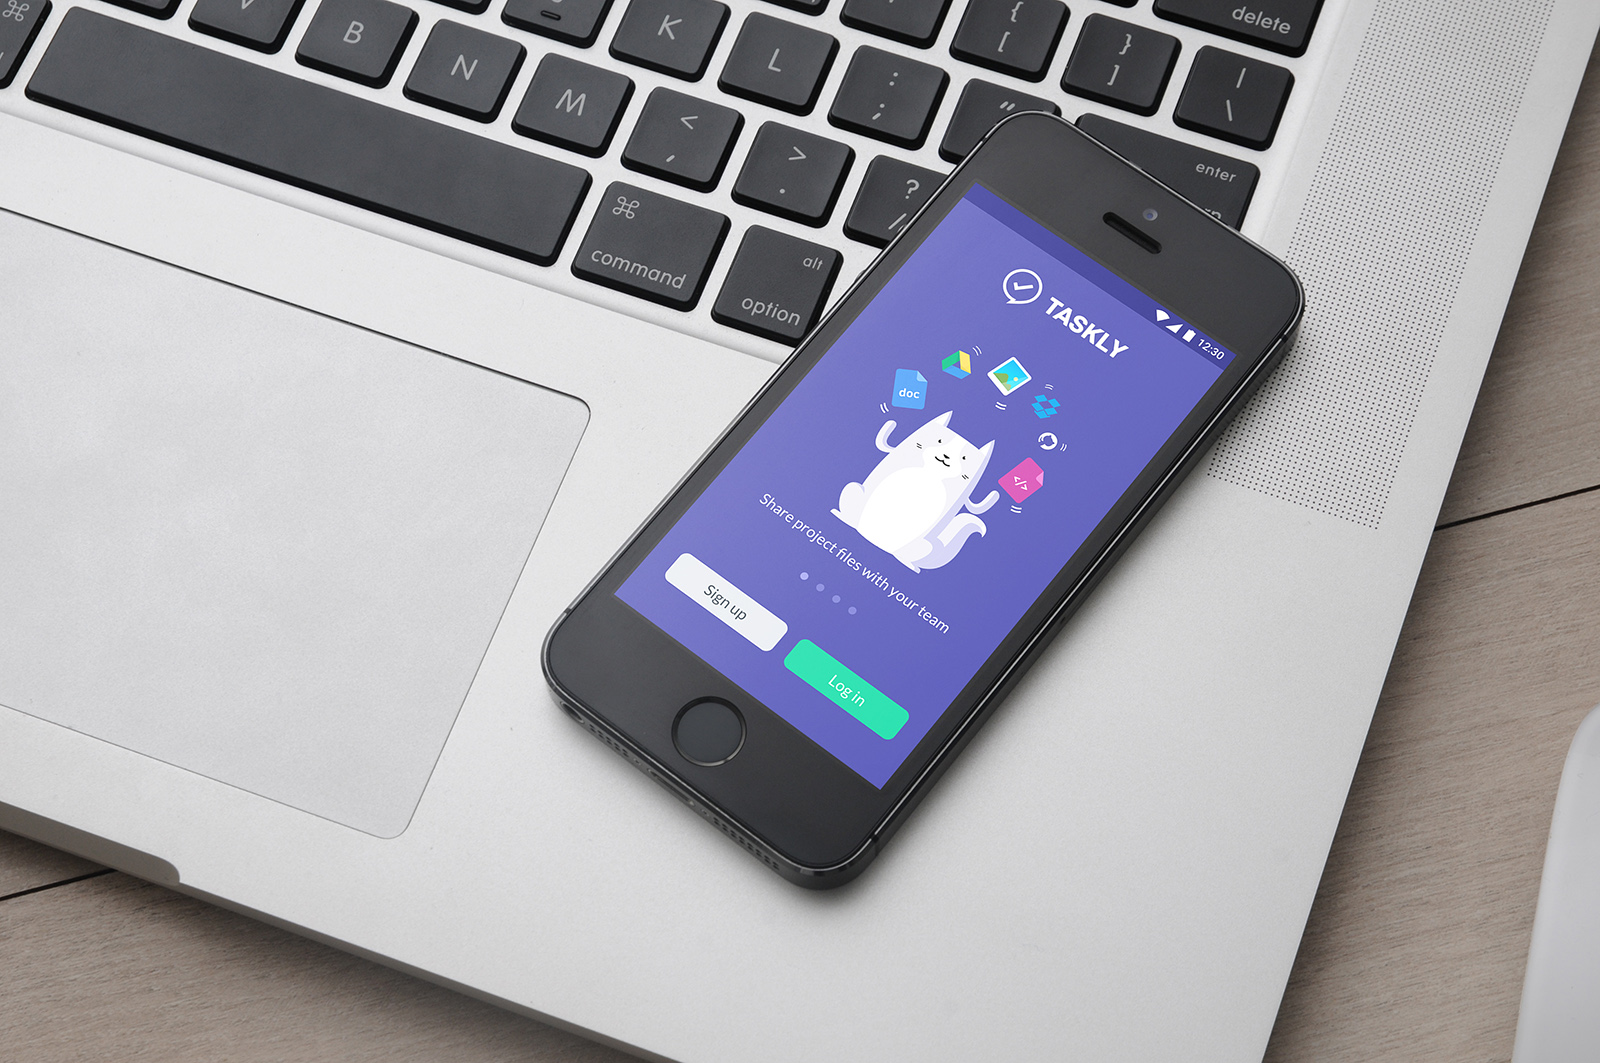 delete
B
N
M
K
L
{
[
}
]
:
;
|
\
"
<
,
>
.
?
/
enter
⌘
command
alt
option
12:30
TASKLY
doc
</>
Share project files with your team
Sign up
Log in